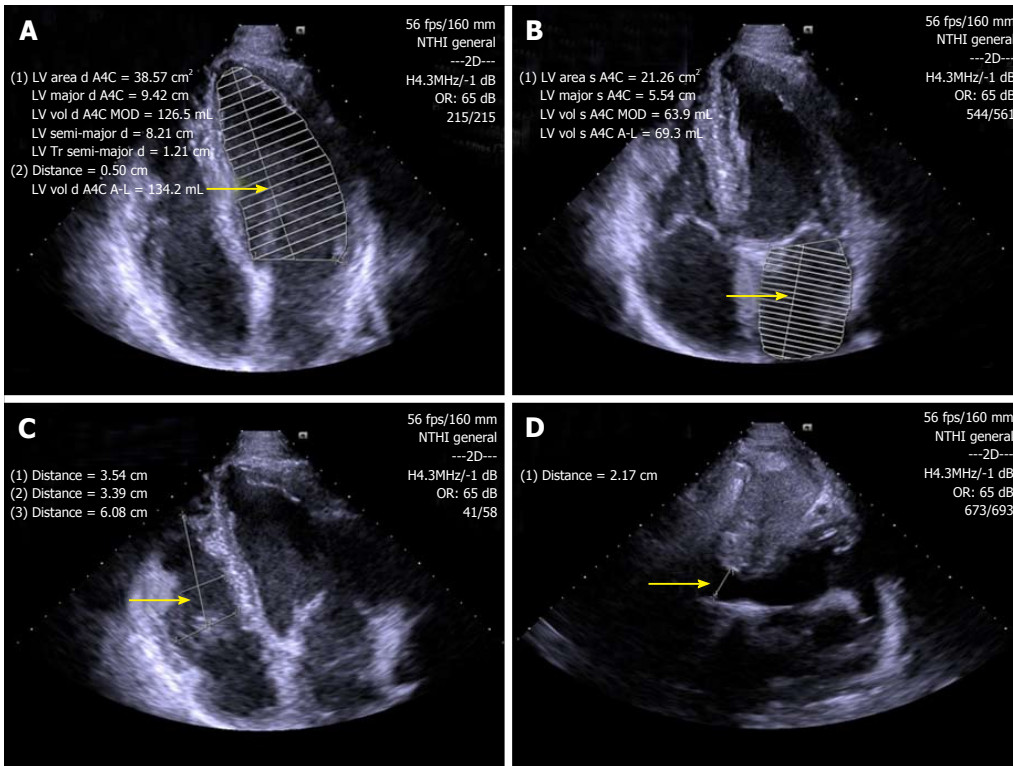 A
56 fps/160 mm
NTHI general
---2D---
H4.3MHz/-1 dB
OR: 65 dB
215/215
(1) LV area d A4C = 38.57 cm²
LV major d A4C = 9.42 cm
LV vol d A4C MOD = 126.5 mL
LV semi-major d = 8.21 cm
LV Tr semi-major d = 1.21 cm
(2) Distance = 0.50 cm
LV vol d A4C A-L = 134.2 mL
B
56 fps/160 mm
NTHI general
---2D---
H4.3MHz/-1 dB
OR: 65 dB
544/561
(1) LV area s A4C = 21.26 cm²
LV major s A4C = 5.54 cm
LV vol s A4C MOD = 63.9 mL
LV vol s A4C A-L = 69.3 mL
C
56 fps/160 mm
NTHI general
---2D---
H4.3MHz/-1 dB
OR: 65 dB
41/58
(1) Distance = 3.54 cm
(2) Distance = 3.39 cm
(3) Distance = 6.08 cm
D
56 fps/160 mm
NTHI general
---2D---
H4.3MHz/-1 dB
OR: 65 dB
673/693
(1) Distance = 2.17 cm